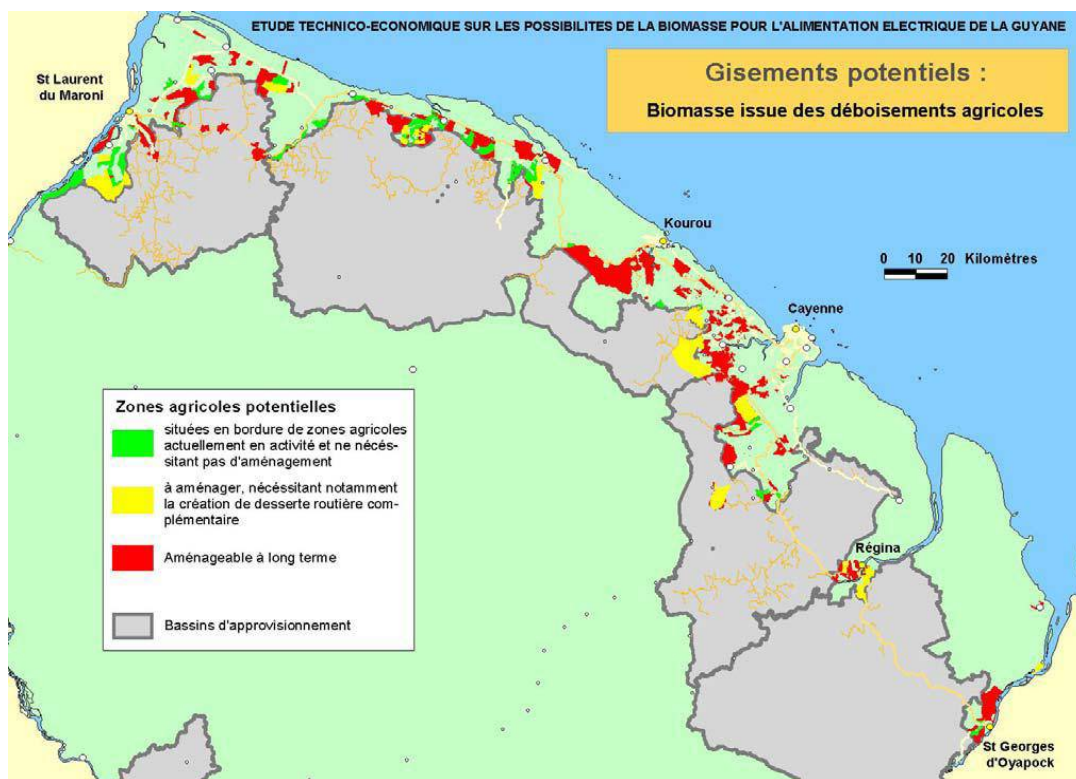 ETUDE TECHNICO-ECONOMIQUE SUR LES POSSIBILITES DE LA BIOMASSE POUR L'ALIMENTATION ELECTRIQUE DE LA GUYANE
Gisements potentiels :
Biomasse issue des déboisements agricoles
St Laurent
du Maroni
Kourou
0 10 20 Kilomètres
Cayenne
Zones agricoles potentielles
situées en bordure de zones agricoles
actuellement en activité et ne nécés-
sitant pas d'aménagement
à aménager, nécéssitant notamment
la création de desserte routière com-
plémentaire
Aménageable à long terme
Bassins d'approvisionnement
Régina
St Georges
d'Oyapock